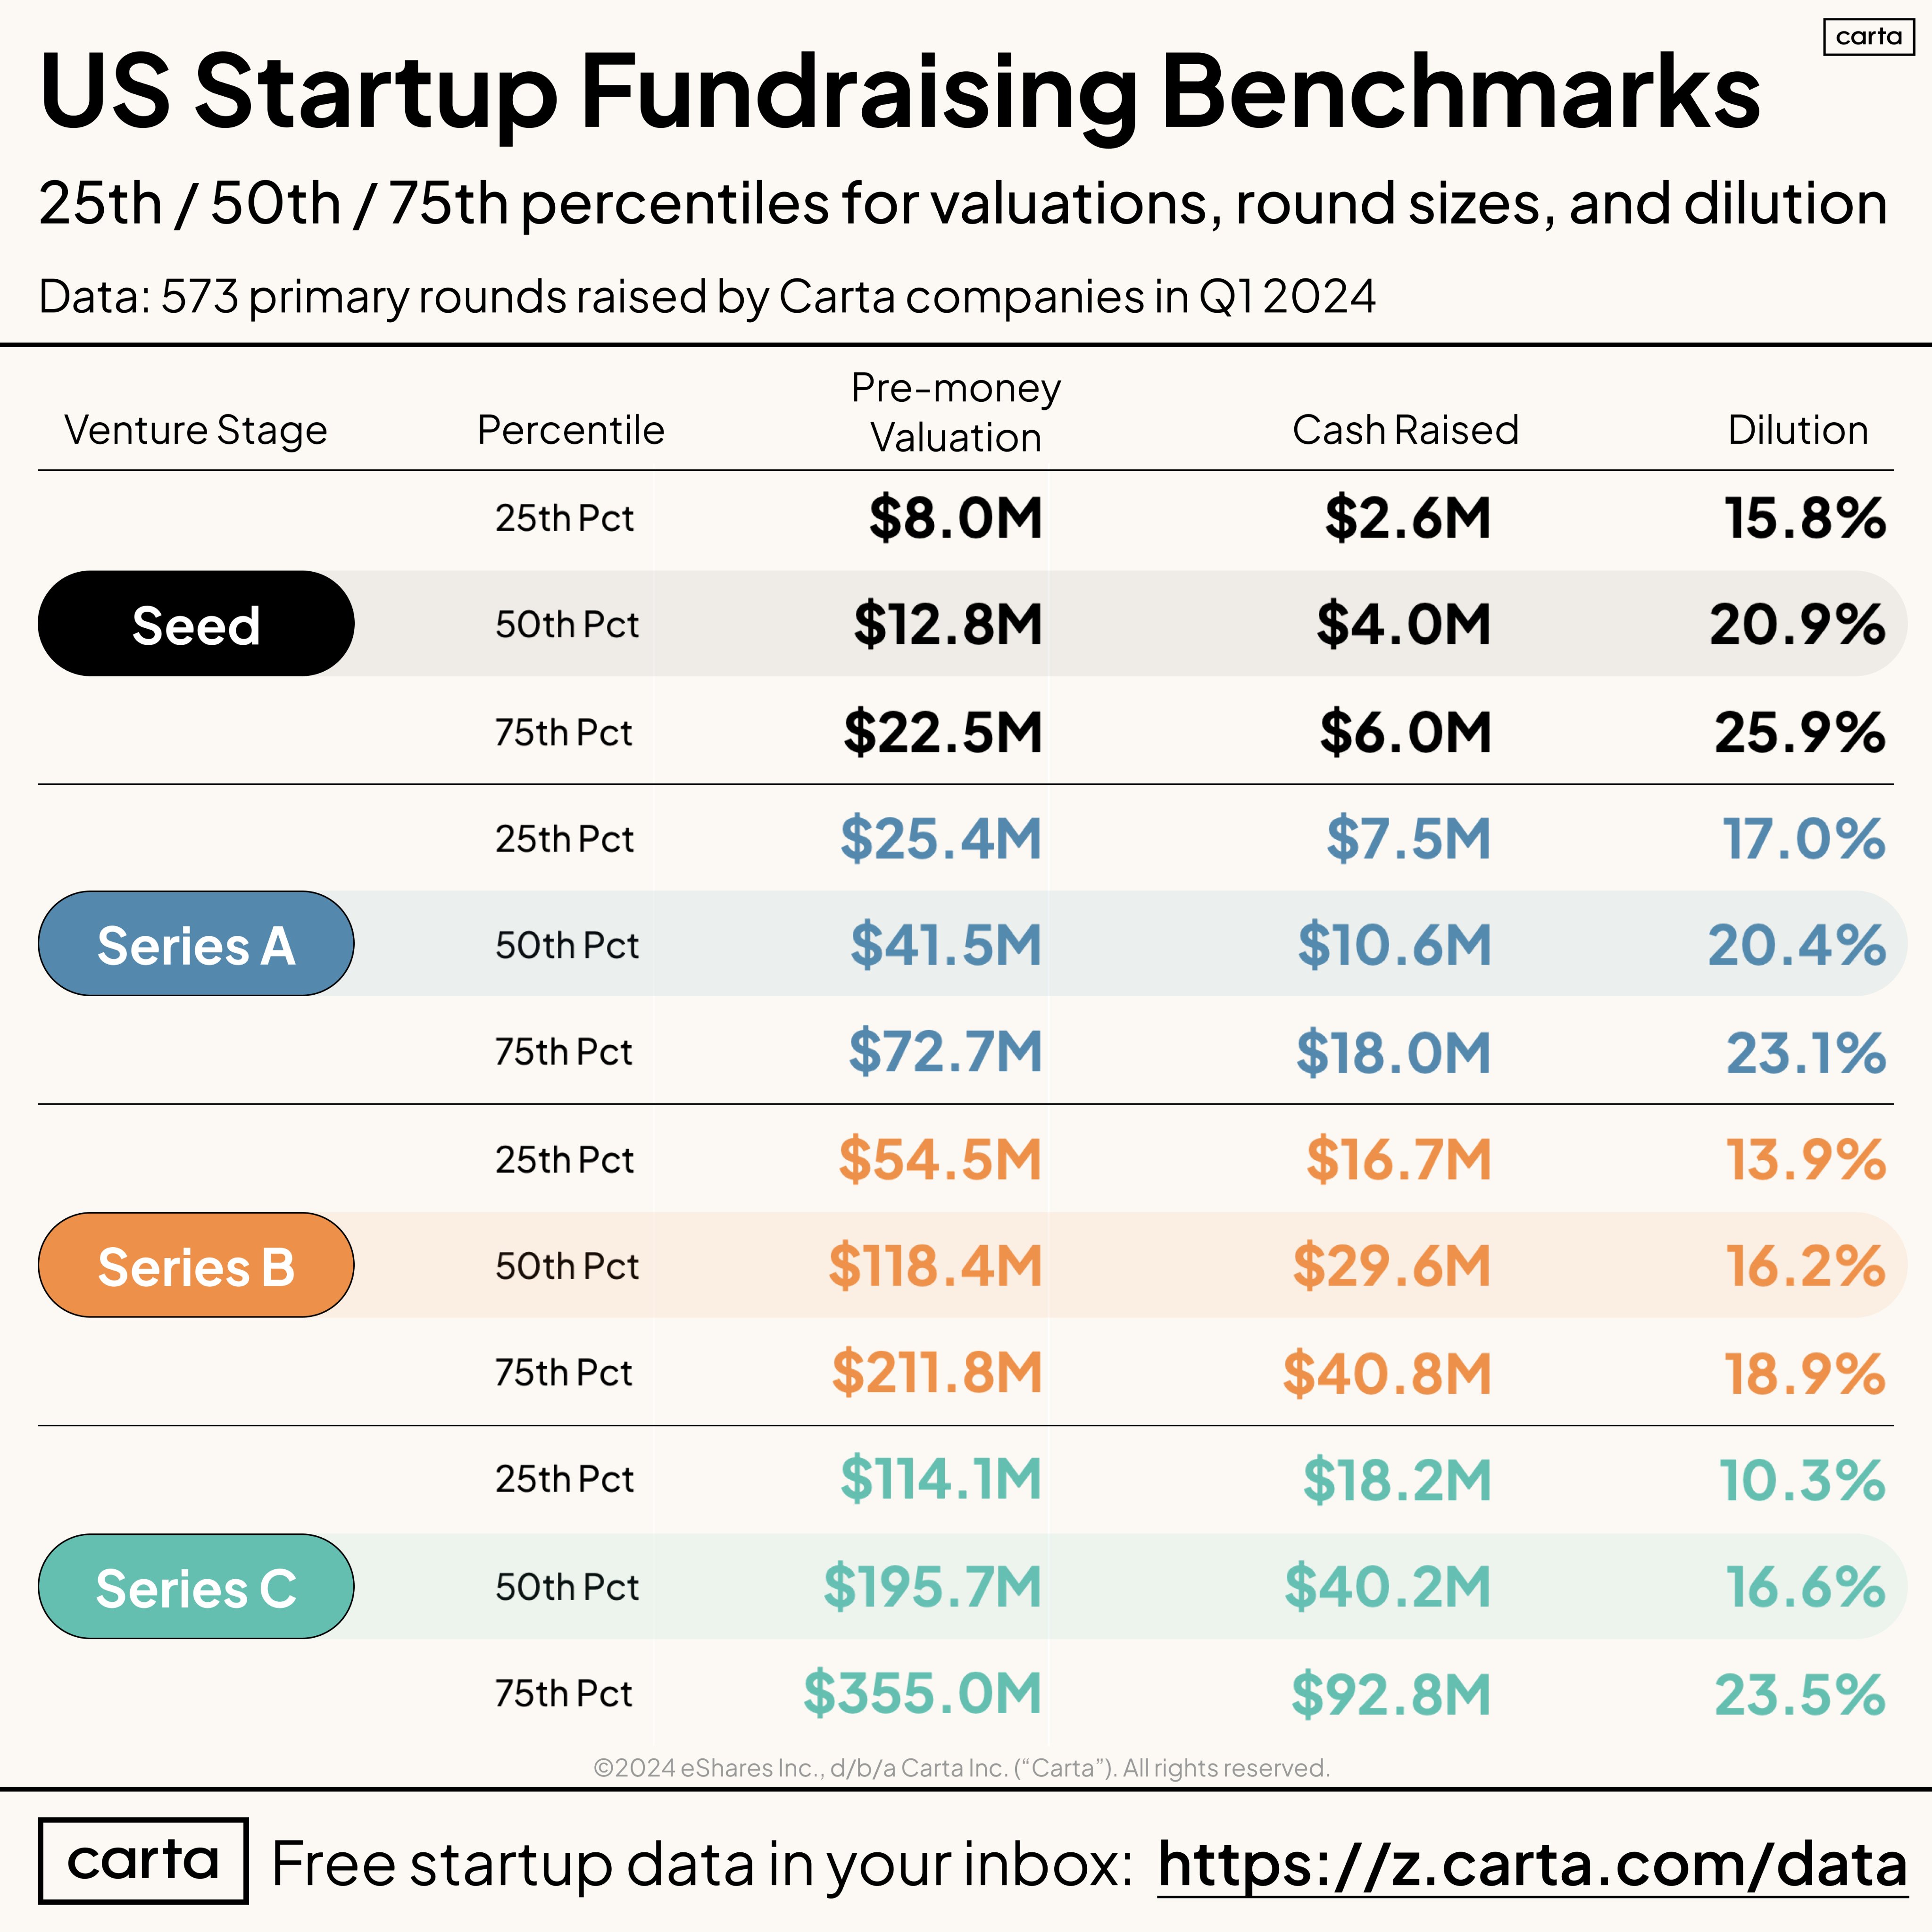 carta
US Startup Fundraising Benchmarks
25th / 50th / 75th percentiles for valuations, round sizes, and dilution
Data: 573 primary rounds raised by Carta companies in Q1 2024
Venture Stage Percentile Pre-money Valuation Cash Raised Dilution
25th Pct $8.0M $2.6M 15.8%
Seed 50th Pct $12.8M $4.0M 20.9%
75th Pct $22.5M $6.0M 25.9%
25th Pct $25.4M $7.5M 17.0%
Series A 50th Pct $41.5M $10.6M 20.4%
75th Pct $72.7M $18.0M 23.1%
25th Pct $54.5M $16.7M 13.9%
Series B 50th Pct $118.4M $29.6M 16.2%
75th Pct $211.8M $40.8M 18.9%
25th Pct $114.1M $18.2M 10.3%
Series C 50th Pct $195.7M $40.2M 16.6%
75th Pct $355.0M $92.8M 23.5%
©2024 eShares Inc., d/b/a Carta Inc. (“Carta”). All rights reserved.
carta Free startup data in your inbox: https://z.carta.com/data